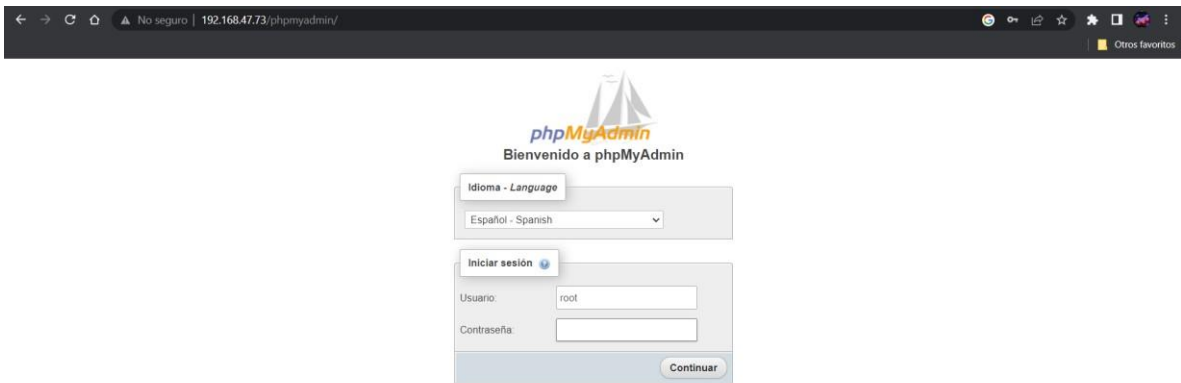 No seguro | 192.168.47.73/phpmyadmin/
Otros favoritos
phpMyAdmin
Bienvenido a phpMyAdmin
Idioma - Language
Español - Spanish
Iniciar sesión
Usuario: root
Contraseña:
Continuar